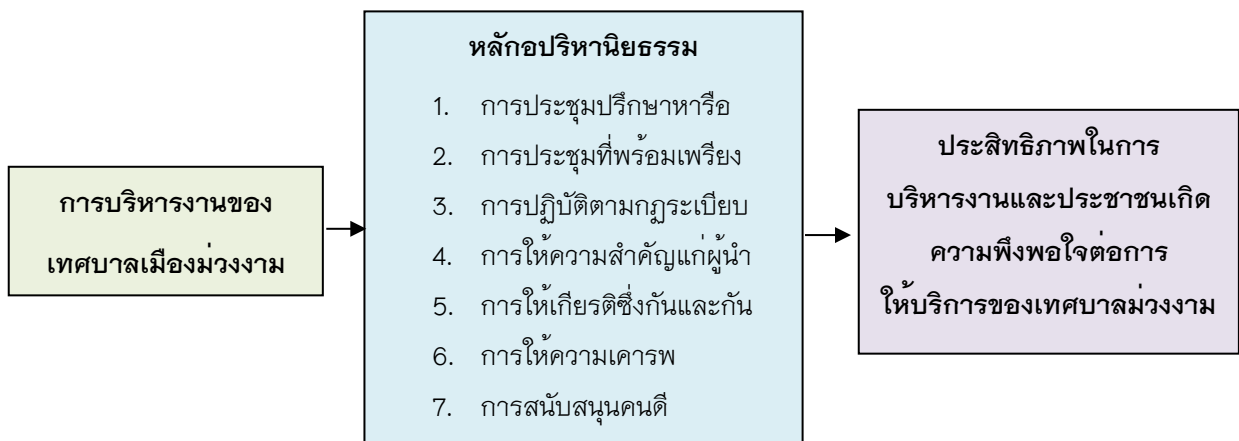 การบริหารงานของ
เทศบาลเมืองม่วงงาม
หลักอปริหานิยธรรม
1. การประชุมปรึกษาหารือ
2. การประชุมที่พร้อมเพรียง
3. การปฏิบัติตามกฎระเบียบ
4. การให้ความสำคัญแก่ผู้นำ
5. การให้เกียรติซึ่งกันและกัน
6. การให้ความเคารพ
7. การสนับสนุนคนดี
ประสิทธิภาพในการ
บริหารงานและประชาชนเกิด
ความพึงพอใจต่อการ
ให้บริการของเทศบาลม่วงงาม